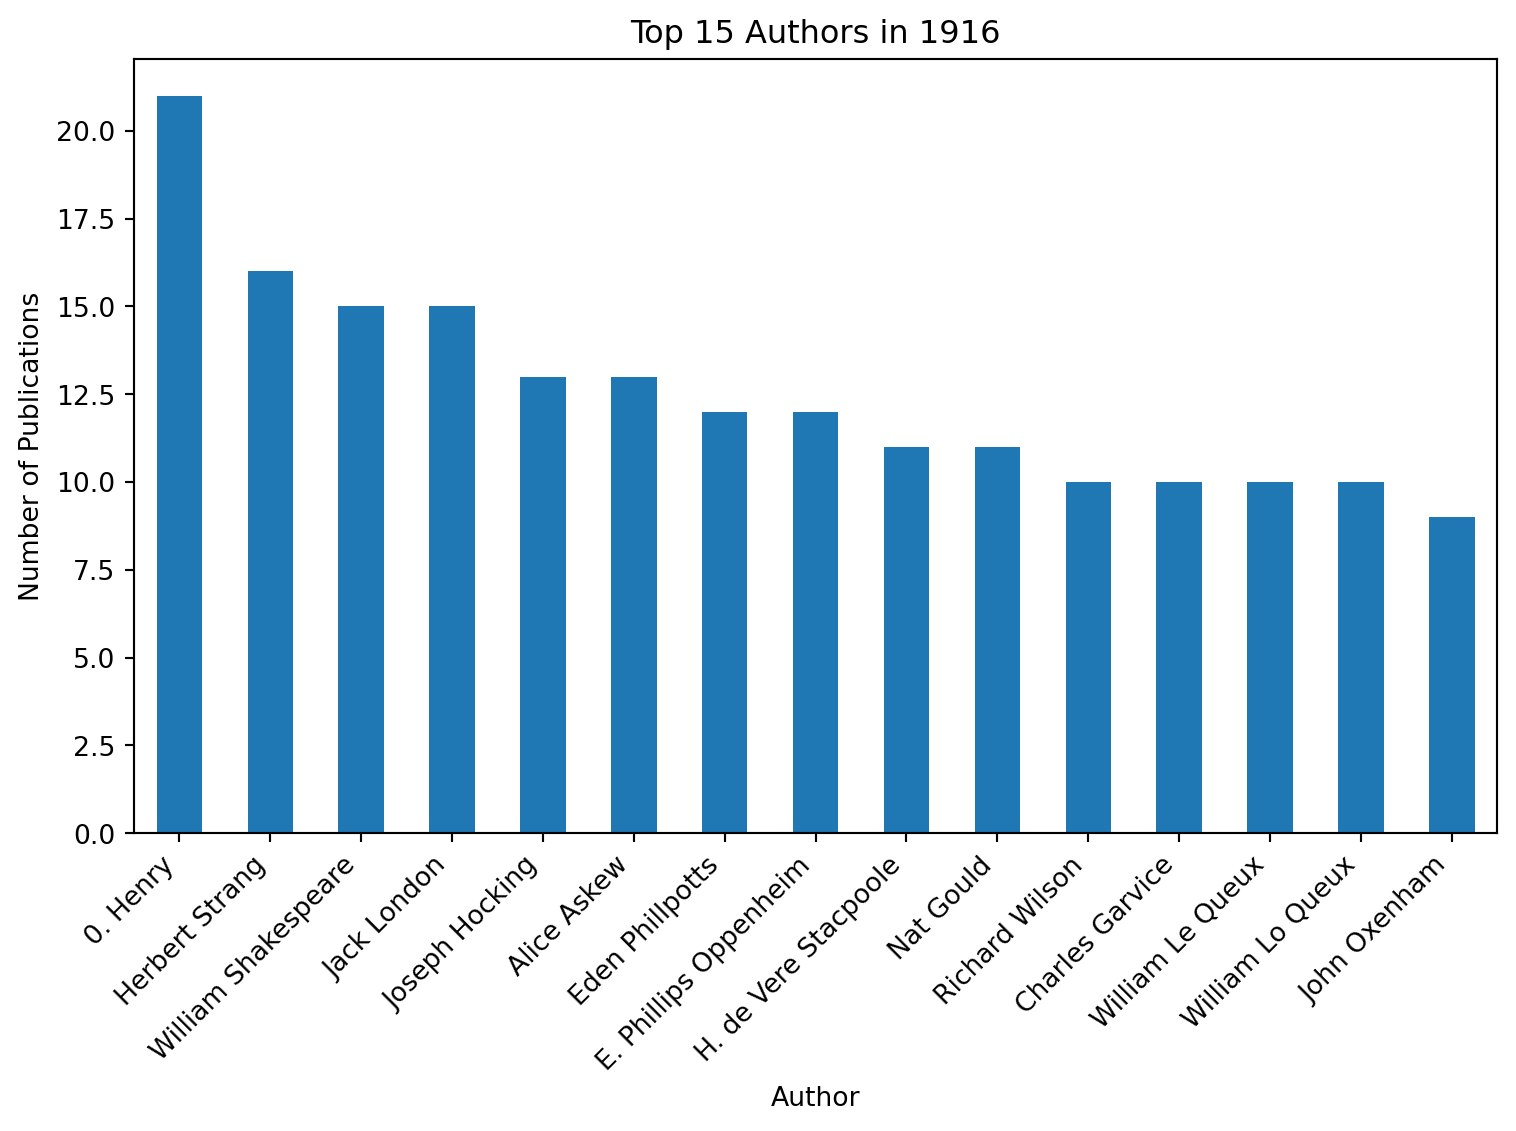 Top 15 Authors in 1916
Number of Publications
20.0
17.5
15.0
12.5
10.0
7.5
5.0
2.5
0.0
0. Henry
Herbert Strang
William Shakespeare
Jack London
Joseph Hocking
Alice Askew
Eden Phillpotts
E. Phillips Oppenheim
H. de Vere Stacpoole
Nat Gould
Richard Wilson
Charles Garvice
William Le Queux
William Lo Queux
John Oxenham
Author